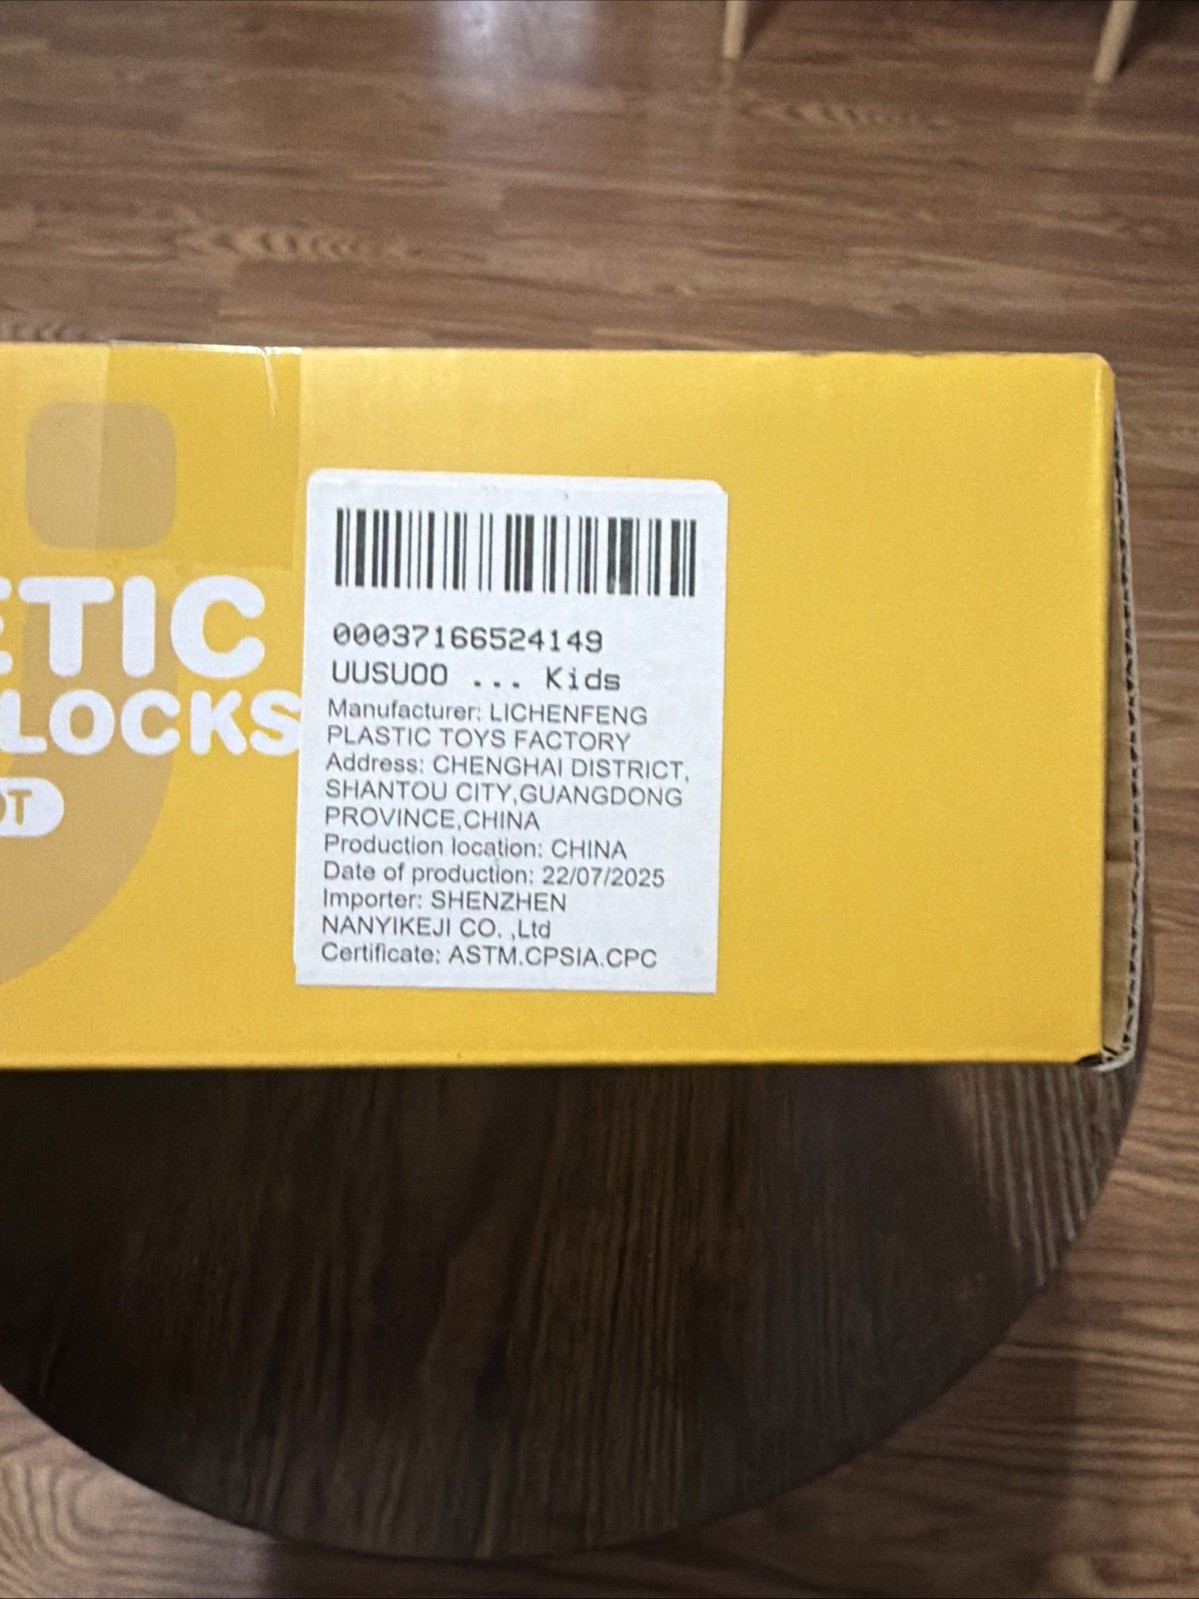 ETIC
LOCKS
OT
00037166524149
UUSUOO ... Kids
Manufacturer: LICHENFENG
PLASTIC TOYS FACTORY
Address: CHENGHAI DISTRICT,
SHANTOU CITY,GUANGDONG
PROVINCE,CHINA
Production location: CHINA
Date of production: 22/07/2025
Importer: SHENZHEN
NANYIKEJI CO. ,Ltd
Certificate: ASTM.CPSIA.CPC